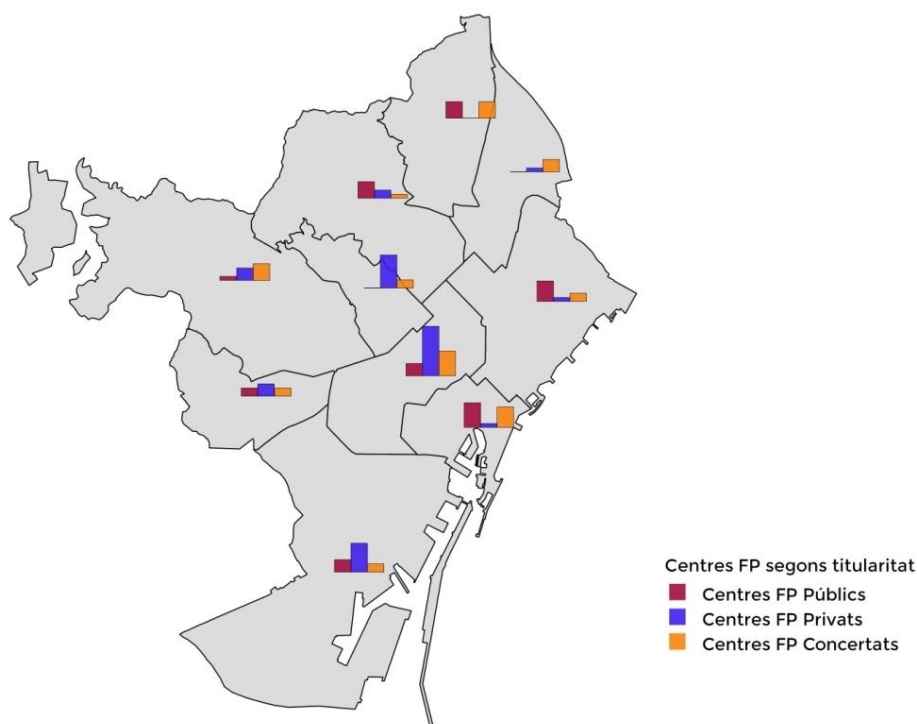 Centres FP segons titularitat
Centres FP Públics
Centres FP Privats
Centres FP Concertats